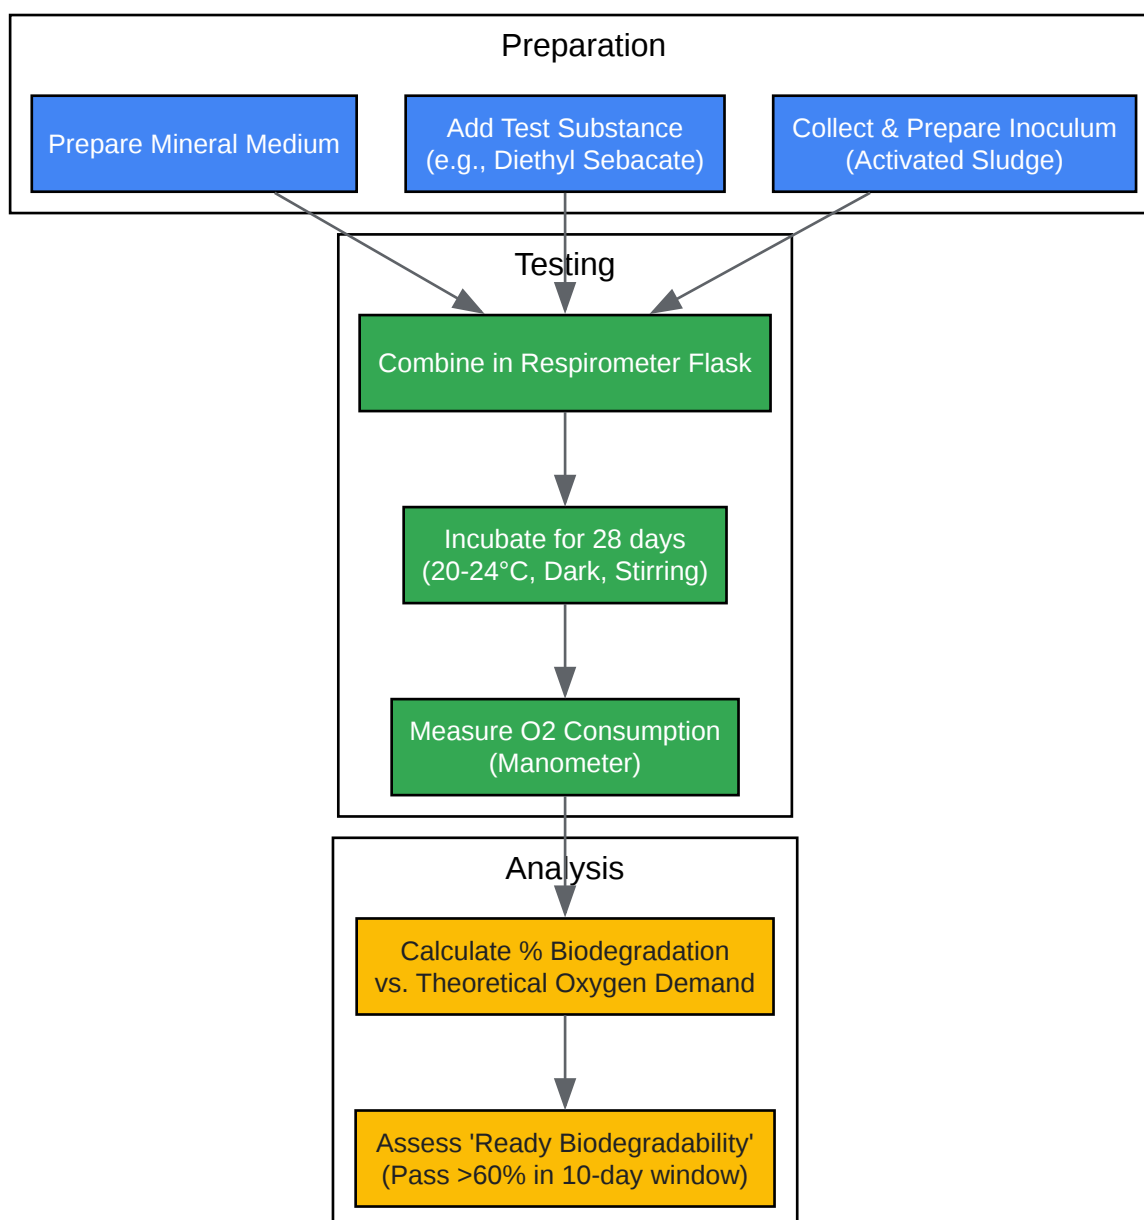 Preparation
Prepare Mineral Medium
Add Test Substance
(e.g., Diethyl Sebacate)
Collect & Prepare Inoculum
(Activated Sludge)
Testing
Combine in Respirometer Flask
Incubate for 28 days
(20-24°C, Dark, Stirring)
Measure O2 Consumption
(Manometer)
Analysis
Calculate % Biodegradation
vs. Theoretical Oxygen Demand
Assess 'Ready Biodegradability'
(Pass >60% in 10-day window)